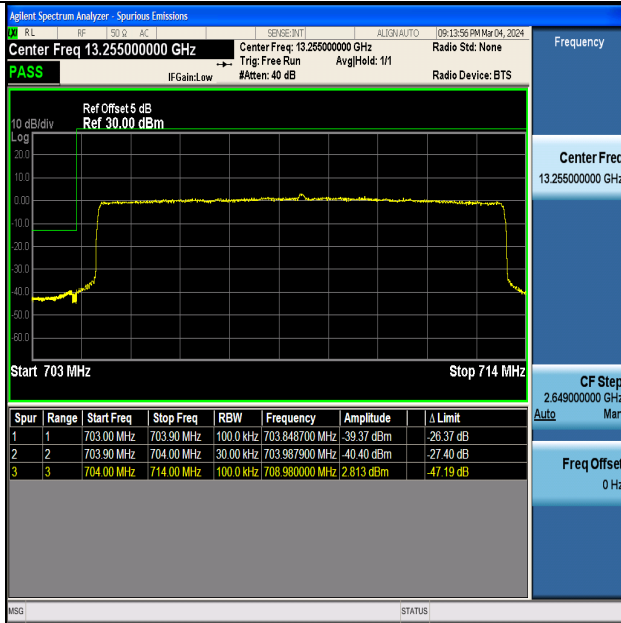 Agilent Spectrum Analyzer - Spurious Emissions
RL RF 50 Ω AC SENSE:INT ALIGNAUTO 09:13:56 PM Mar 04, 2024
Center Freq 13.255000000 GHz
Center Freq: 13.255000000 GHz
Radio Std: None
Trig: Free Run Avg|Hold: 1/1
PASS
IFGain:Low
#Atten: 40 dB
Radio Device: BTS
Frequency
Ref Offset 5 dB
10 dB/div Ref 30.00 dBm
Log
20.0
10.0
0.00
-10.0
-20.0
-30.0
-40.0
-50.0
-60.0
Start 703 MHz Stop 714 MHz
Spur Range Start Freq Stop Freq RBW Frequency Amplitude Δ Limit
1 1 703.00 MHz 703.90 MHz 100.0 kHz 703.848700 MHz -39.37 dBm -26.37 dB
2 2 703.90 MHz 704.00 MHz 30.00 kHz 703.987900 MHz -40.40 dBm -27.40 dB
3 3 704.00 MHz 714.00 MHz 100.0 kHz 708.980000 MHz 2.813 dBm -47.19 dB
Center Freq
13.255000000 GHz
CF Step
2.649000000 GHz
Auto Man
Freq Offset
0 Hz
MSG STATUS